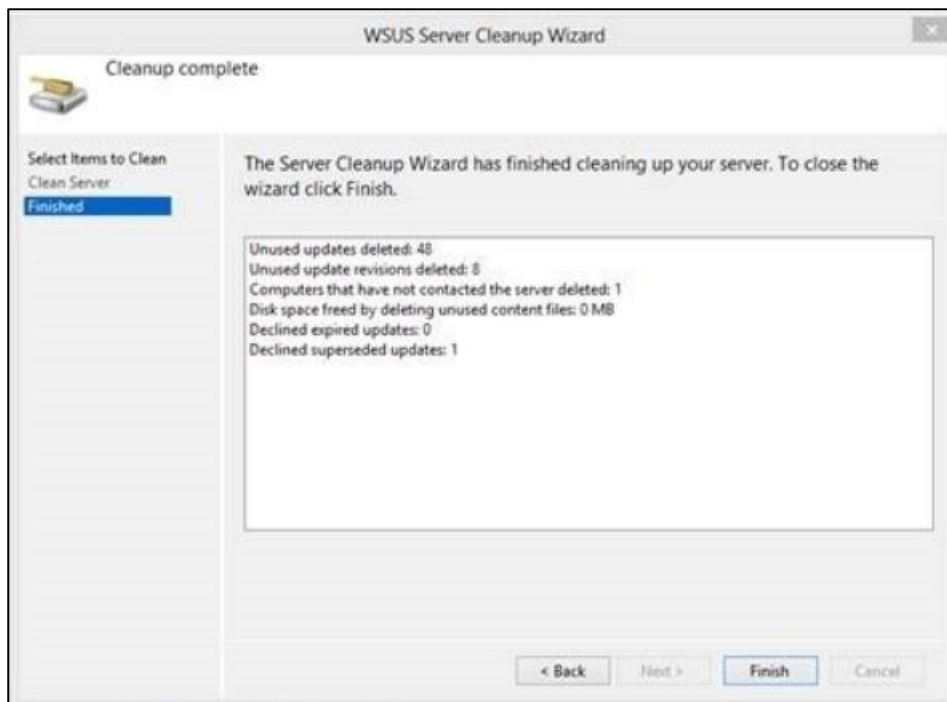 WSUS Server Cleanup Wizard
Cleanup complete
Select Items to Clean
Clean Server
Finished
The Server Cleanup Wizard has finished cleaning up your server. To close the
wizard click Finish.
Unused updates deleted: 48
Unused update revisions deleted: 8
Computers that have not contacted the server deleted: 1
Disk space freed by deleting unused content files: 0 MB
Declined expired updates: 0
Declined superseded updates: 1
< Back Next > Finish Cancel